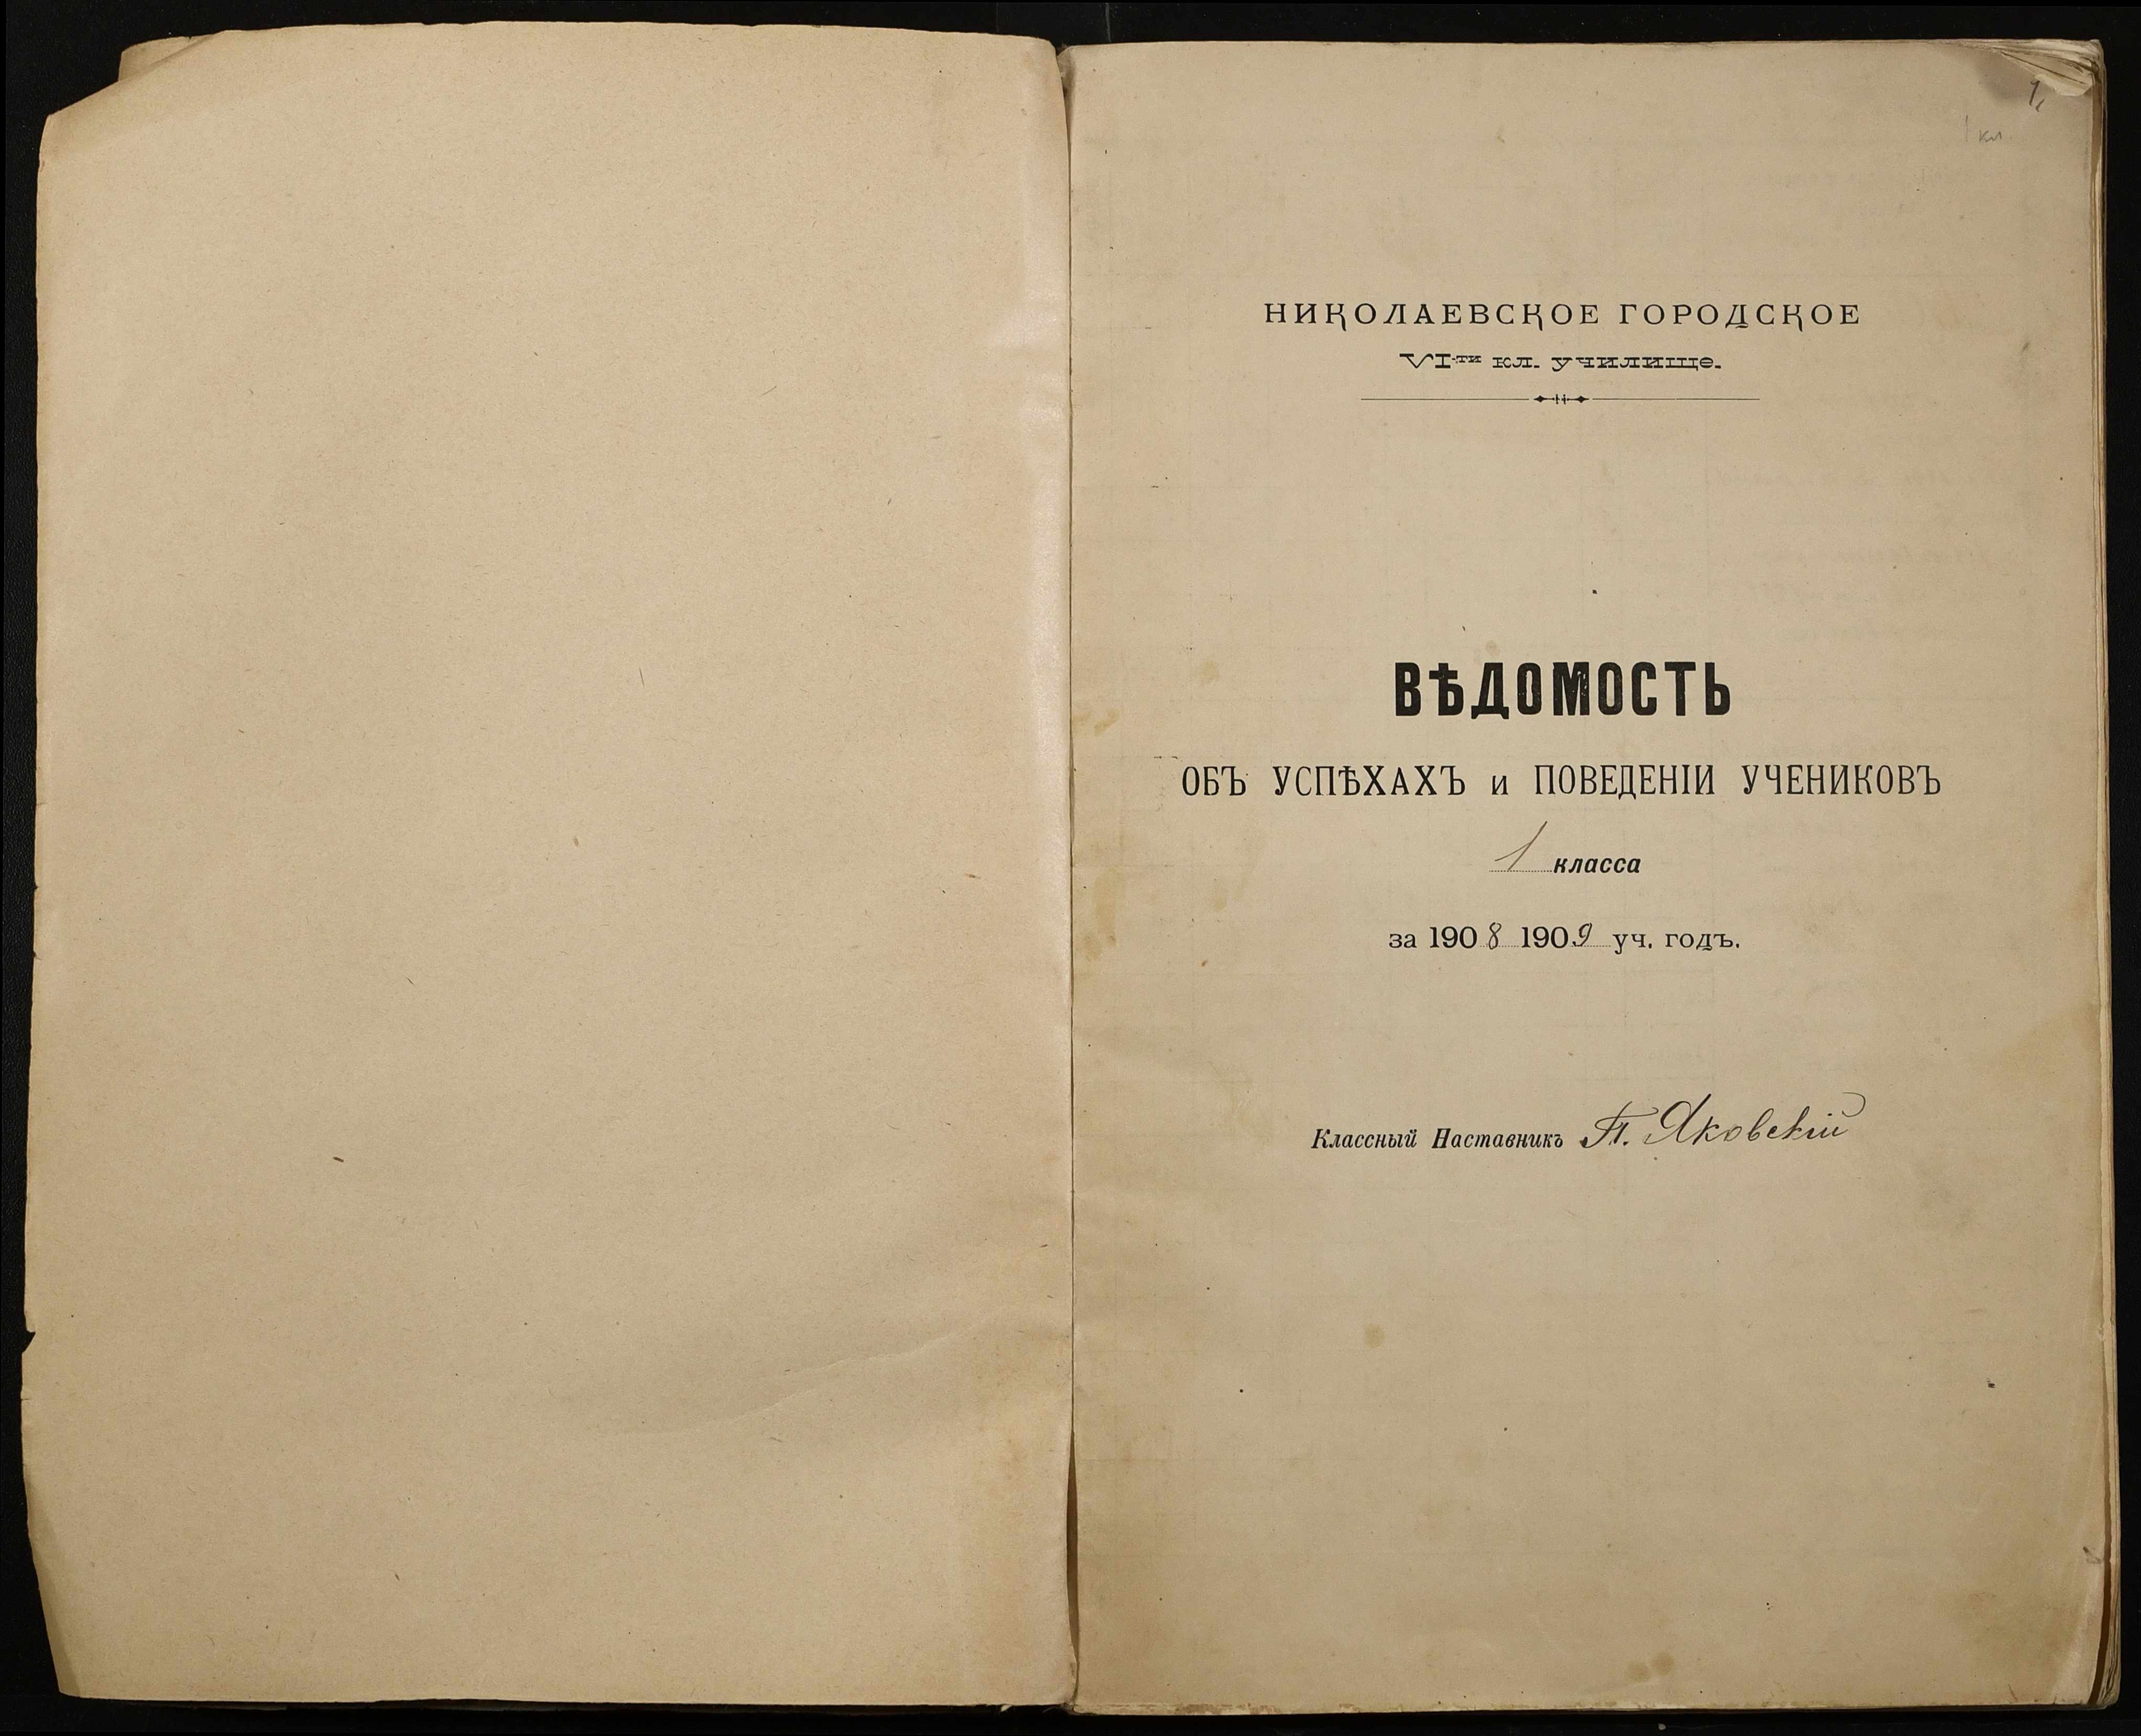 1
1 кл.
НИКОЛАЕВСКОЕ ГОРОДСКОЕ
VI-ти кл. училище.
ВѢДОМОСТЬ
ОБЪ УСПѢХАХЪ и ПОВЕДЕНІИ УЧЕНИКОВЪ
1 класса
за 1908 1909 уч. годъ.
Классный Наставникъ П. Яковскій